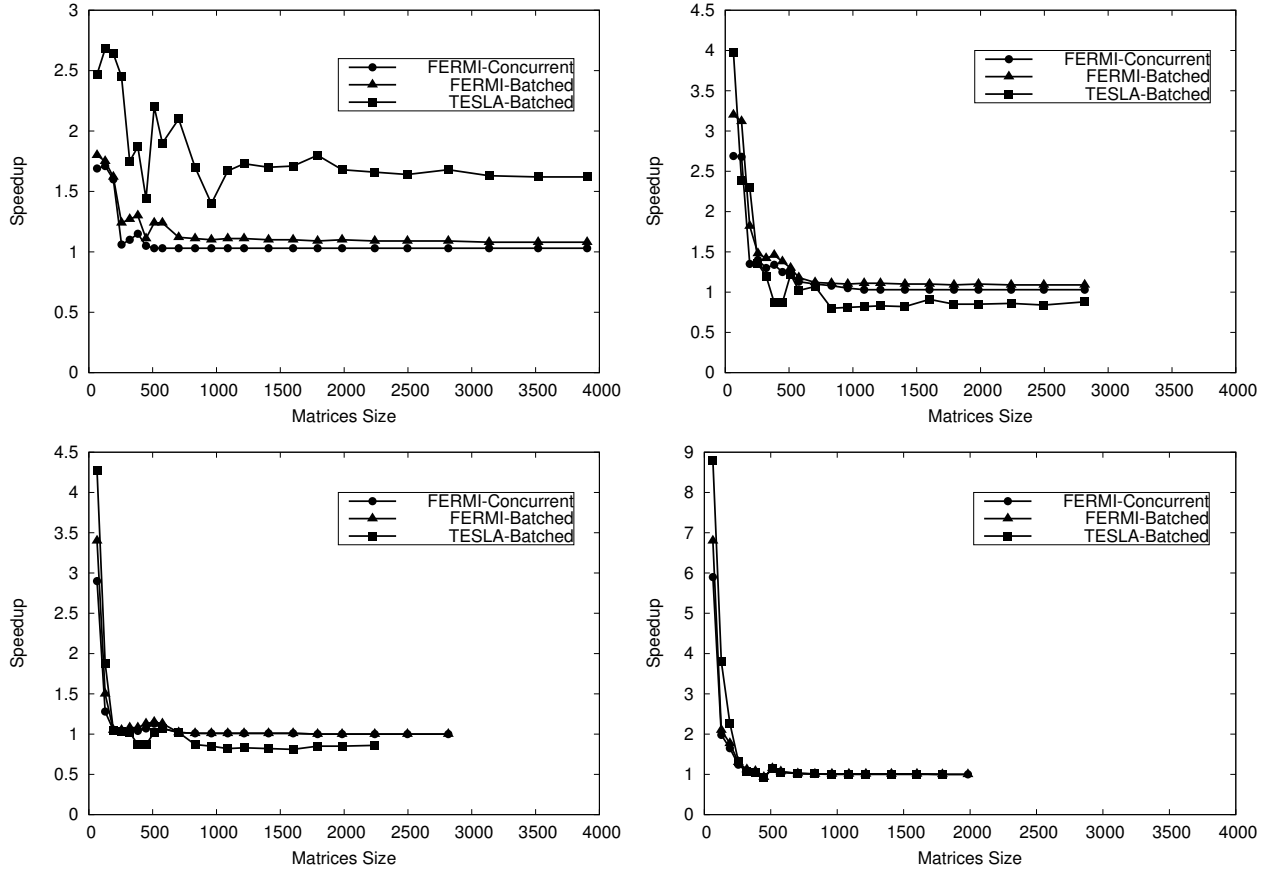 3
2.5
2
1.5
1
0.5
0
Speedup
FERMI-Concurrent
FERMI-Batched
TESLA-Batched
0 500 1000 1500 2000 2500 3000 3500 4000
Matrices Size
4.5
4
3.5
3
2.5
2
1.5
1
0.5
0
Speedup
FERMI-Concurrent
FERMI-Batched
TESLA-Batched
0 500 1000 1500 2000 2500 3000 3500 4000
Matrices Size
4.5
4
3.5
3
2.5
2
1.5
1
0.5
0
Speedup
FERMI-Concurrent
FERMI-Batched
TESLA-Batched
0 500 1000 1500 2000 2500 3000 3500 4000
Matrices Size
9
8
7
6
5
4
3
2
1
0
Speedup
FERMI-Concurrent
FERMI-Batched
TESLA-Batched
0 500 1000 1500 2000 2500 3000 3500 4000
Matrices Size